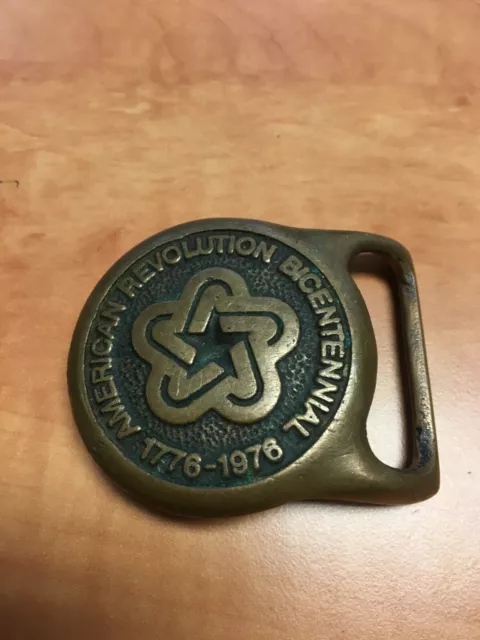 AMERICAN REVOLUTION BICENTENNIAL
1776-1976